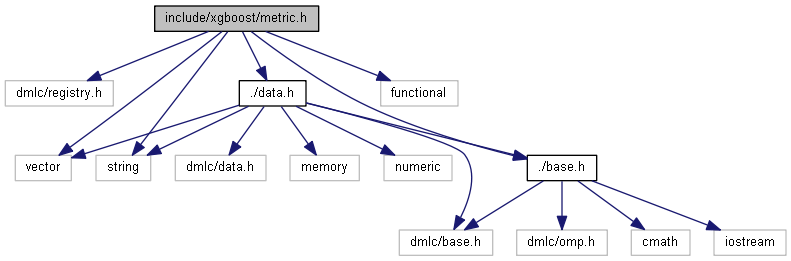 include/xgboost/metric.h
dmlc/registry.h
./data.h
functional
vector
string
dmlc/data.h
memory
numeric
./base.h
dmlc/base.h
dmlc/omp.h
cmath
iostream